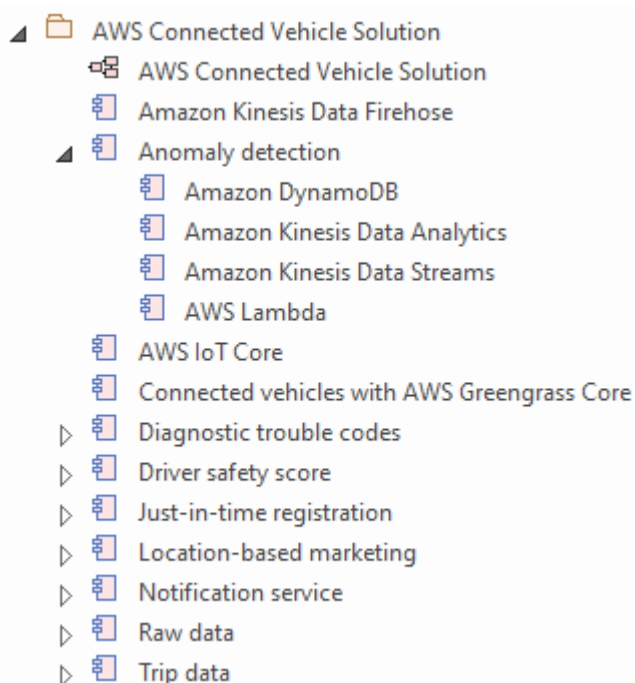 AWS Connected Vehicle Solution
AWS Connected Vehicle Solution
Amazon Kinesis Data Firehose
Anomaly detection
Amazon DynamoDB
Amazon Kinesis Data Analytics
Amazon Kinesis Data Streams
AWS Lambda
AWS IoT Core
Connected vehicles with AWS Greengrass Core
Diagnostic trouble codes
Driver safety score
Just-in-time registration
Location-based marketing
Notification service
Raw data
Trip data